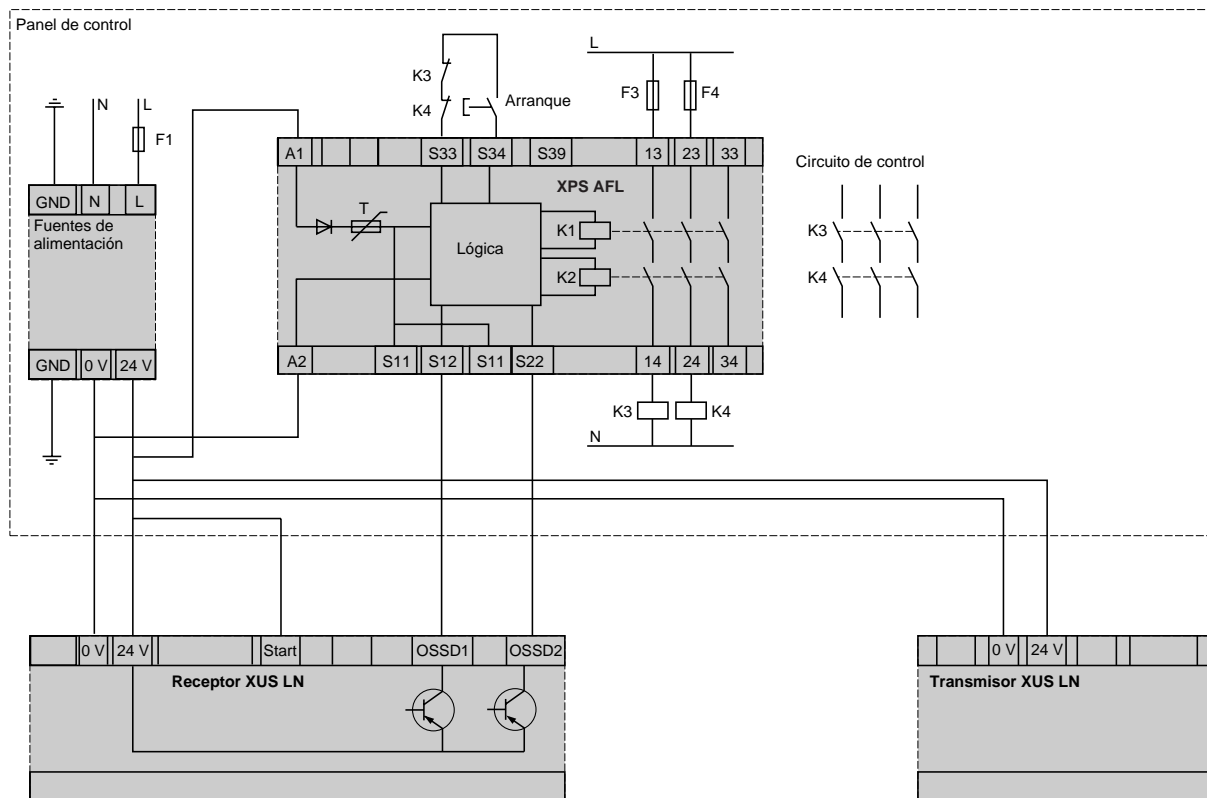 Panel de control
N
L
F1
GND
N
L
Fuentes de
alimentación
GND
0 V
24 V
K3
K4
Arranque
L
F3
F4
A1
S33
S34
S39
13
23
33
XPS AFL
T
Lógica
K1
K2
A2
S11
S12
S11
S22
14
24
34
K3
K4
N
Circuito de control
K3
K4
0 V
24 V
Start
OSSD1
OSSD2
Receptor XUS LN
0 V
24 V
Transmisor XUS LN